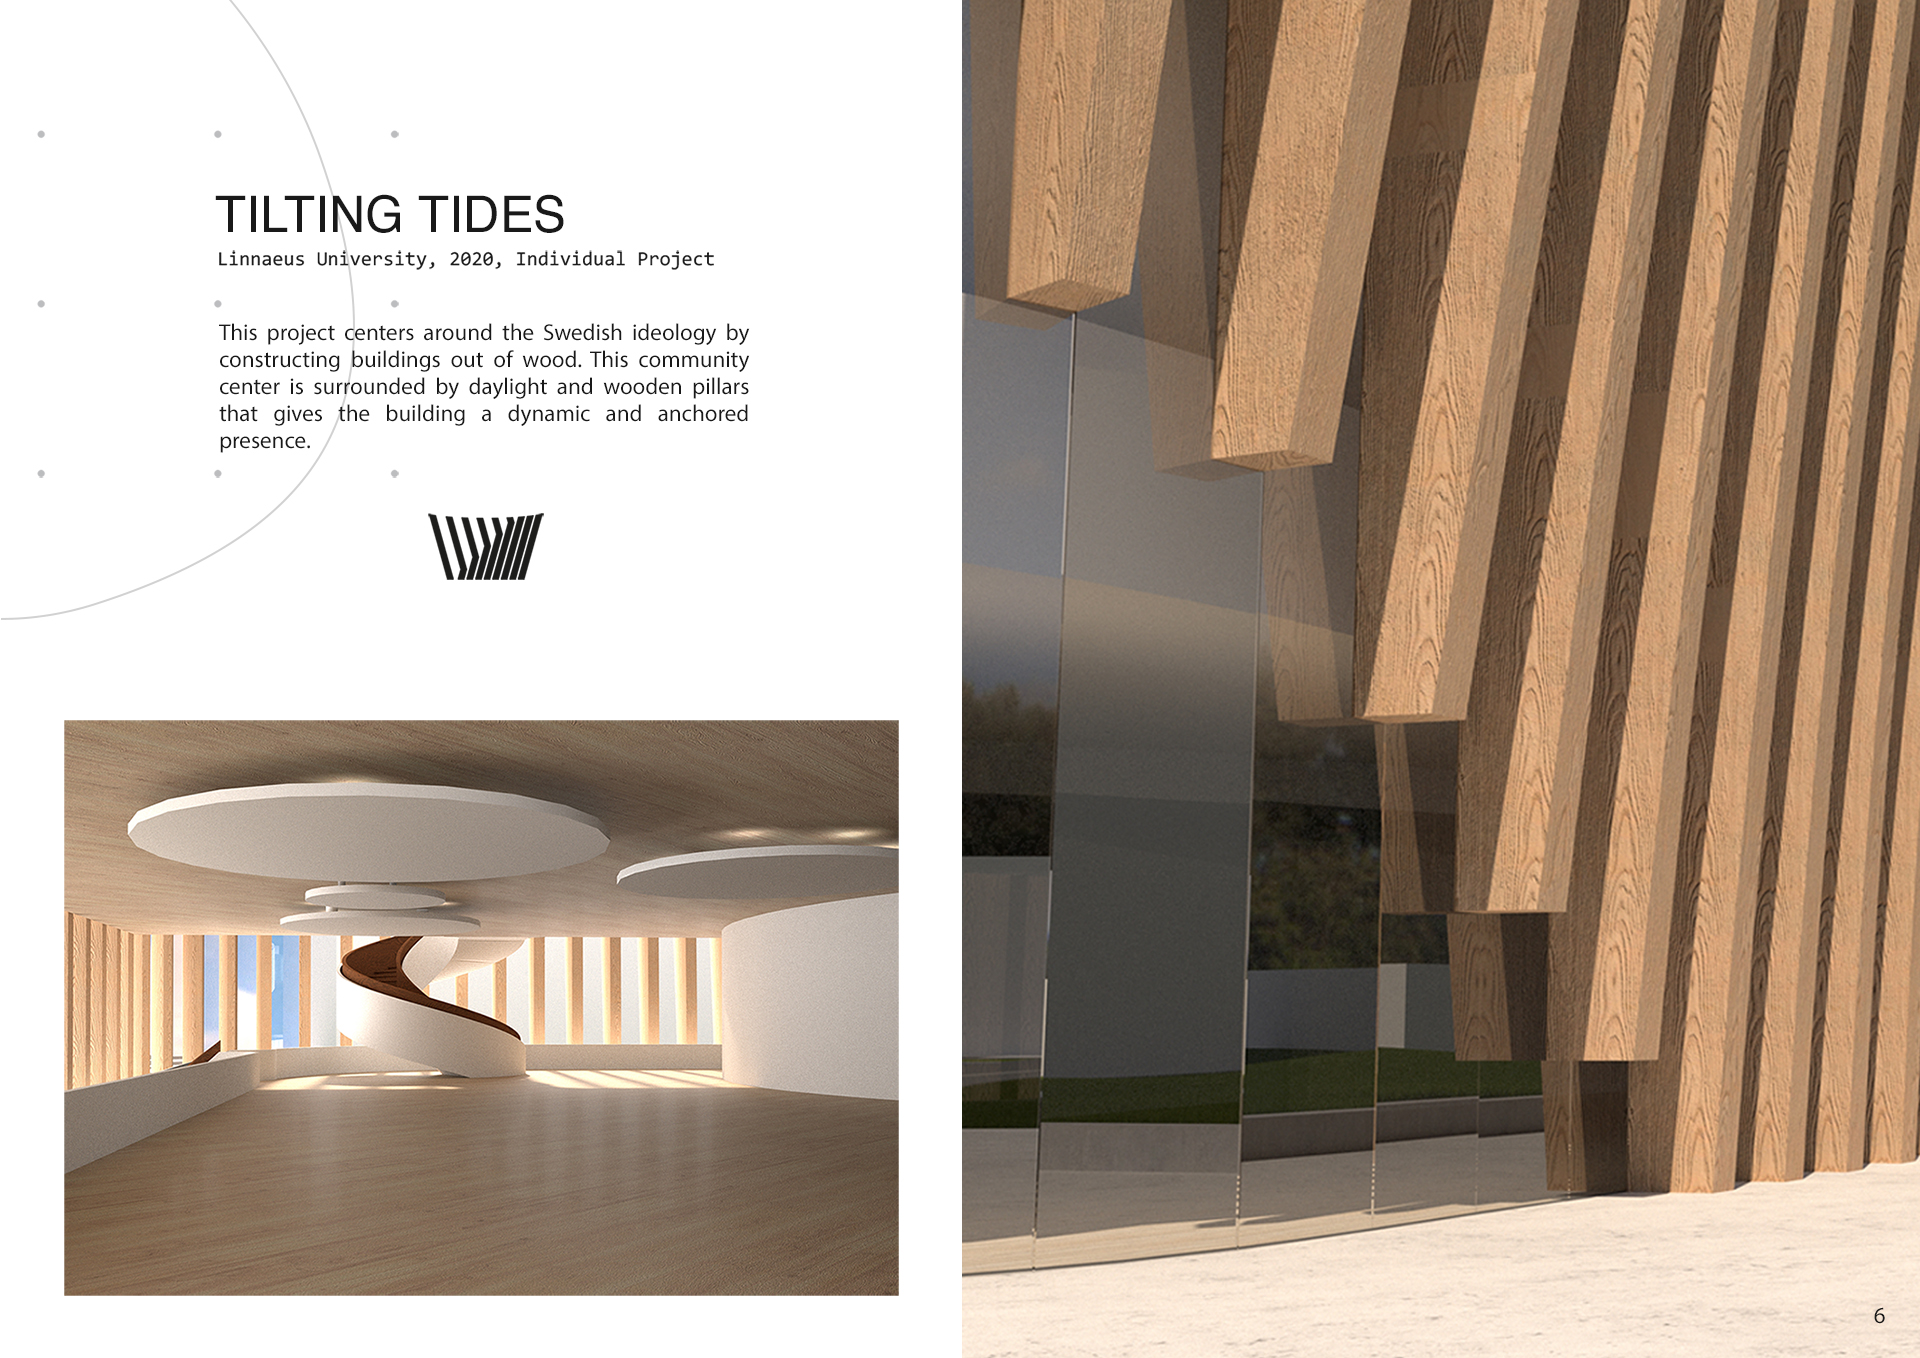 TILTING TIDES
Linnaeus University, 2020, Individual Project
This project centers around the Swedish ideology by
constructing buildings out of wood. This community
center is surrounded by daylight and wooden pillars
that gives the building a dynamic and anchored
presence.
6